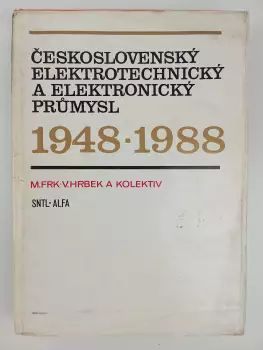 ČESKOSLOVENSKÝ
ELEKTROTECHNICKÝ
A ELEKTRONICKÝ
PRŮMYSL
1948·1988
M.FRK·V.HRBEK A KOLEKTIV
SNTL·ALFA